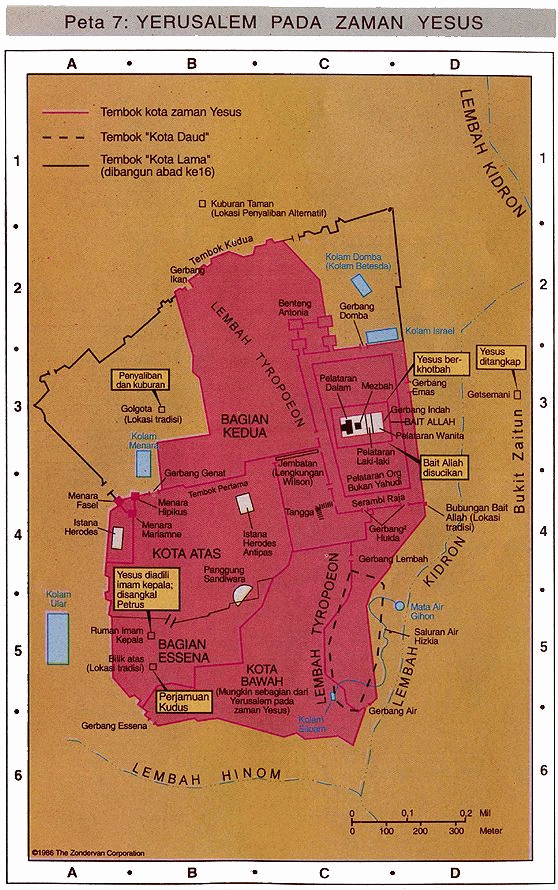 Peta 7: YERUSALEM PADA ZAMAN YESUS
A
B
C
D
Tembok kota zaman Yesus
Tembok "Kota Daud"
Tembok "Kota Lama"
(dibangun abad ke16)
LEMBAH KIDRON
1
1
Kuburan Taman
(Lokasi Penyaliban Alternatif)
Tembok Kedua
Gerbang
Ikan
Kolam Domba
(Kolam Betesda)
2
2
LEMBAH TYROPOEON
Benteng
Antonia
Gerbang
Domba
Kolam Israel
Yesus ber-
khotbah
Yesus
ditangkap
Penyaliban
dan kuburan
Pelataran
Dalam
Mezbah
Gerbang
Emas
Getsemani
3
3
Golgota
(Lokasi tradisi)
BAGIAN
KEDUA
Gerbang Indah
BAIT ALLAH
Pelataran Wanita
Bukit Zaitun
Kolam
Menara
Pelataran
Laki-laki
Bait Allah
disucikan
Gerbang Genat
Jembatan
(Lengkungan
Wilson)
Pelataran Org
Bukan Yahudi
Tembok Pertama
Menara
Fasel
Menara
Hipikus
Serambi Raja
Tangga
Bubungan Bait
Allah (Lokasi
tradisi)
4
4
Istana
Herodes
Menara
Mariamne
Istana
Herodes
Antipas
Gerbang
Hulda
KOTA ATAS
KIDRON
Gerbang Lembah
Yesus diadili
imam kepala;
disangkal
Petrus
Panggung
Sandiwara
Kolam
Ular
LEMBAH TYROPOEON
Mata Air
Gihon
Ruman Imam
Kepala
BAGIAN
ESSENA
Saluran Air
Hizkia
5
5
Bilik atas
(Lokasi tradisi)
KOTA
BAWAH
(Mungkin sebagian dari
Yerusalem pada
zaman Yesus)
LEMBAH
Perjamuan
Kudus
Kolam
Siloam
Gerbang Air
Gerbang Essena
LEMBAH HINOM
6
6
0 0,1 0,2 Mil
0 100 200 300 Meter
©1986 The Zondervan Corporation
A
B
C
D